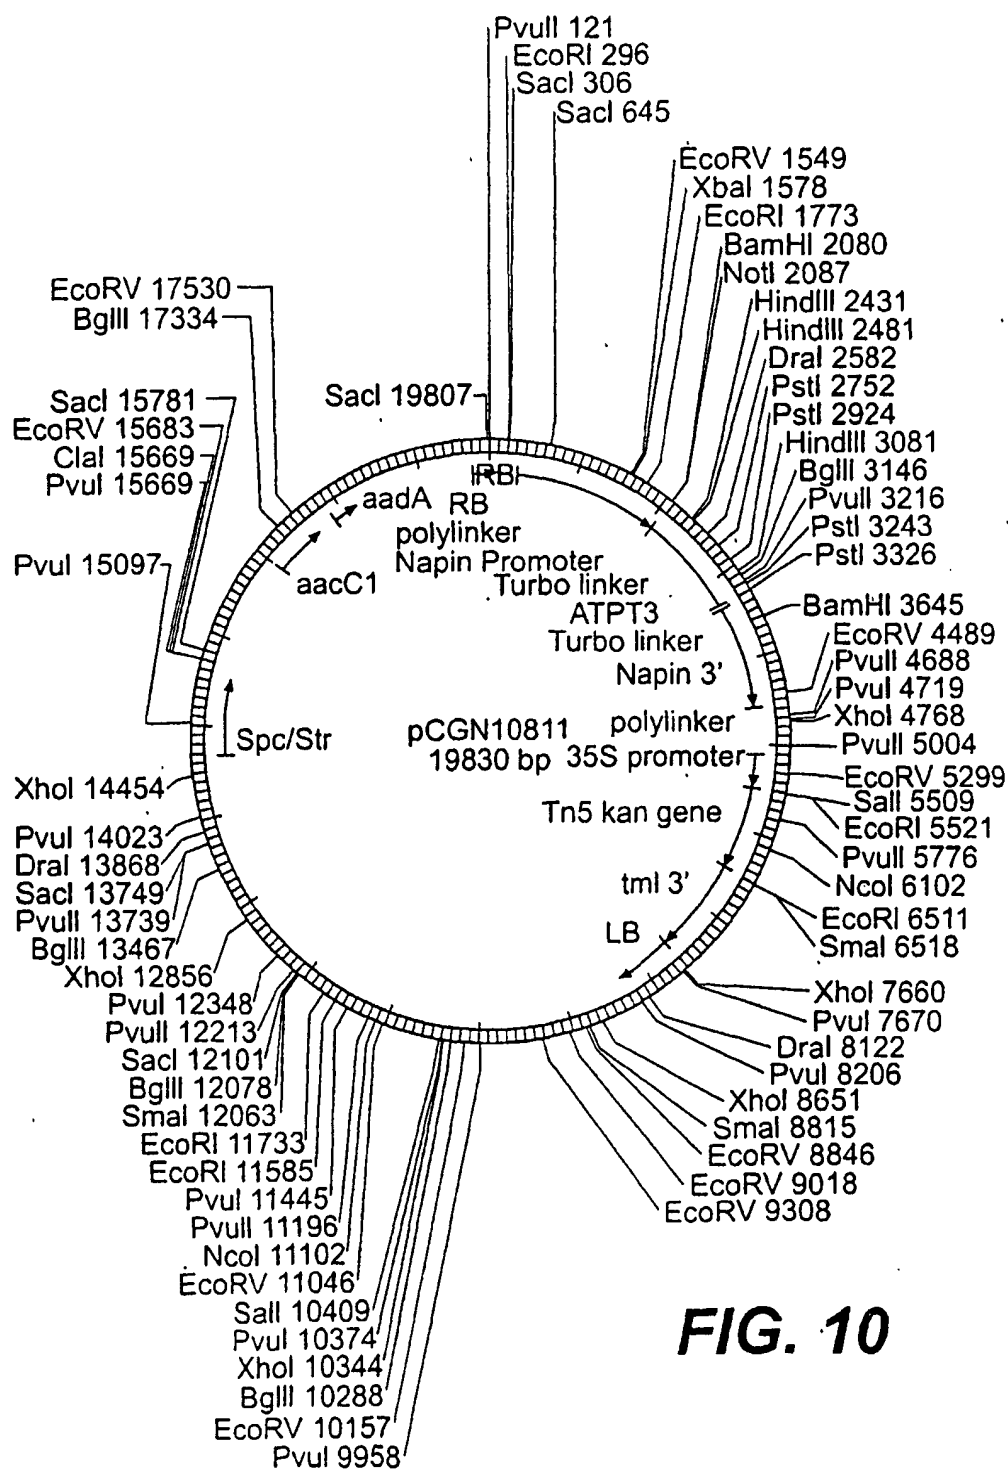 PvuII 121
EcoRI 296
SacI 306
SacI 645
EcoRV 1549
XbaI 1578
EcoRI 1773
BamHI 2080
NotI 2087
HindIII 2431
HindIII 2481
DraI 2582
PstI 2752
PstI 2924
HindIII 3081
BglII 3146
PvuII 3216
PstI 3243
PstI 3326
BamHI 3645
EcoRV 4489
PvuII 4688
PvuI 4719
XhoI 4768
PvuII 5004
EcoRV 5299
SalI 5509
EcoRI 5521
PvuII 5776
NcoI 6102
EcoRI 6511
SmaI 6518
XhoI 7660
PvuI 7670
DraI 8122
PvuI 8206
XhoI 8651
SmaI 8815
EcoRV 8846
EcoRV 9018
EcoRV 9308
EcoRV 17530
BglII 17334
SacI 19807
SacI 15781
EcoRV 15683
ClaI 15669
PvuI 15669
PvuI 15097
XhoI 14454
PvuI 14023
DraI 13868
SacI 13749
PvuII 13739
BglII 13467
XhoI 12856
PvuI 12348
PvuII 12213
SacI 12101
BglII 12078
SmaI 12063
EcoRI 11733
EcoRI 11585
PvuI 11445
PvuII 11196
NcoI 11102
EcoRV 11046
SalI 10409
PvuI 10374
XhoI 10344
BglII 10288
EcoRV 10157
PvuI 9958
RB
aadA
RB
polylinker
Napin Promoter
aacC1
Turbo linker
ATPT3
Turbo linker
Napin 3'
polylinker
Spc/Str
pCGN10811
19830 bp
35S promoter
Tn5 kan gene
tml 3'
LB
FIG. 10